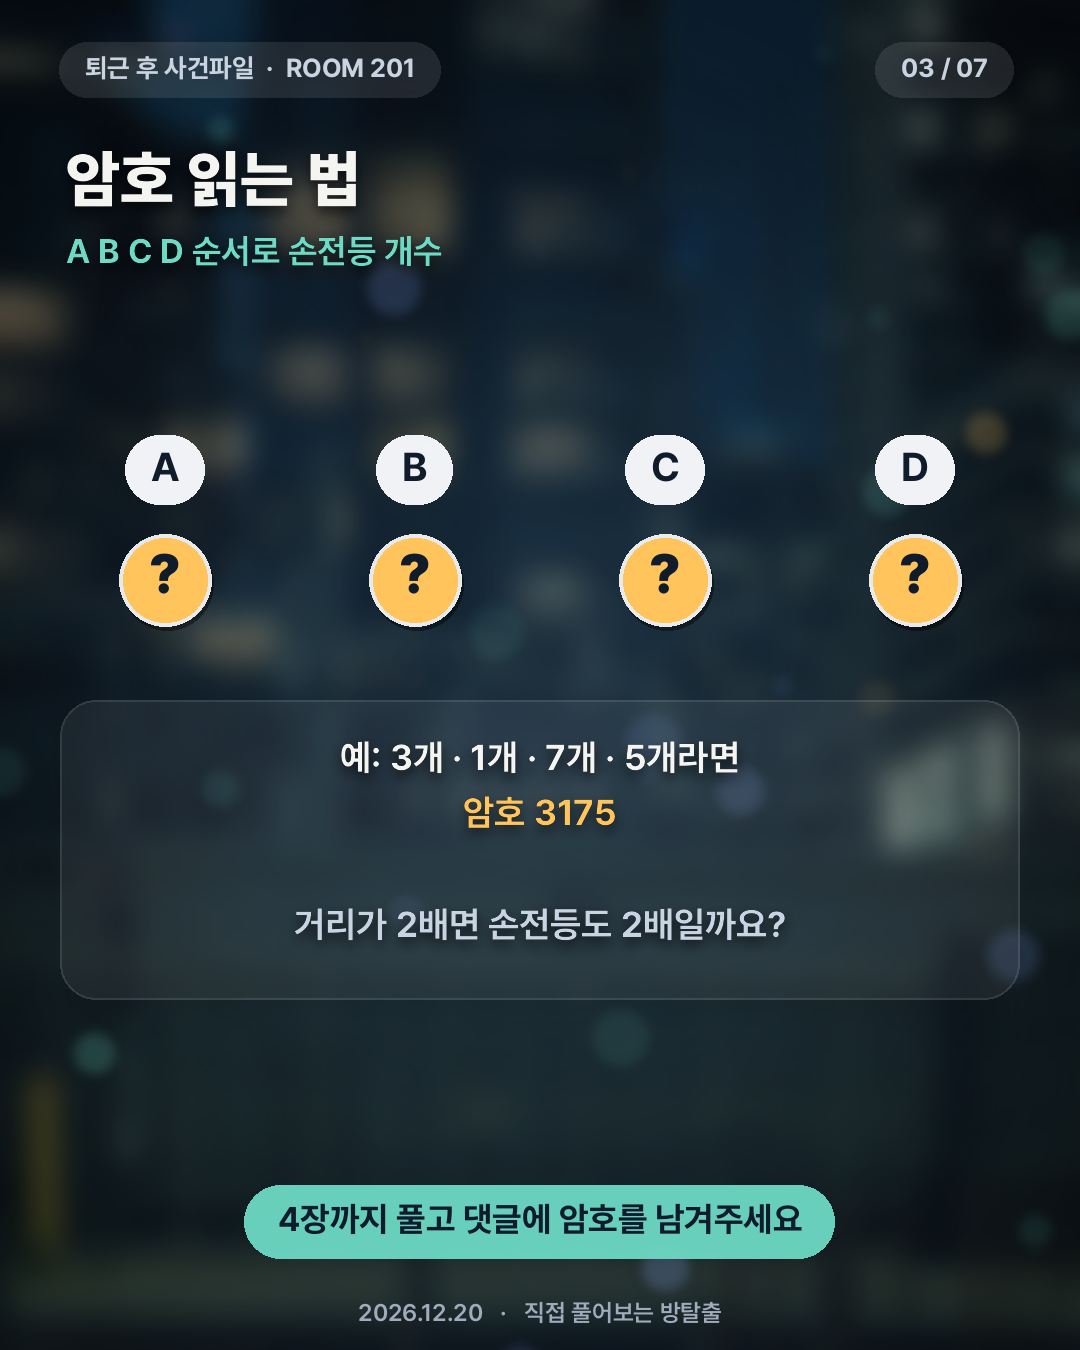 퇴근 후 사건파일 · ROOM 201
03 / 07
암호 읽는 법
A B C D 순서로 손전등 개수
A B C D
? ? ? ?
예: 3개 · 1개 · 7개 · 5개라면
암호 3175
거리가 2배면 손전등도 2배일까요?
4장까지 풀고 댓글에 암호를 남겨주세요
2026.12.20 · 직접 풀어보는 방탈출